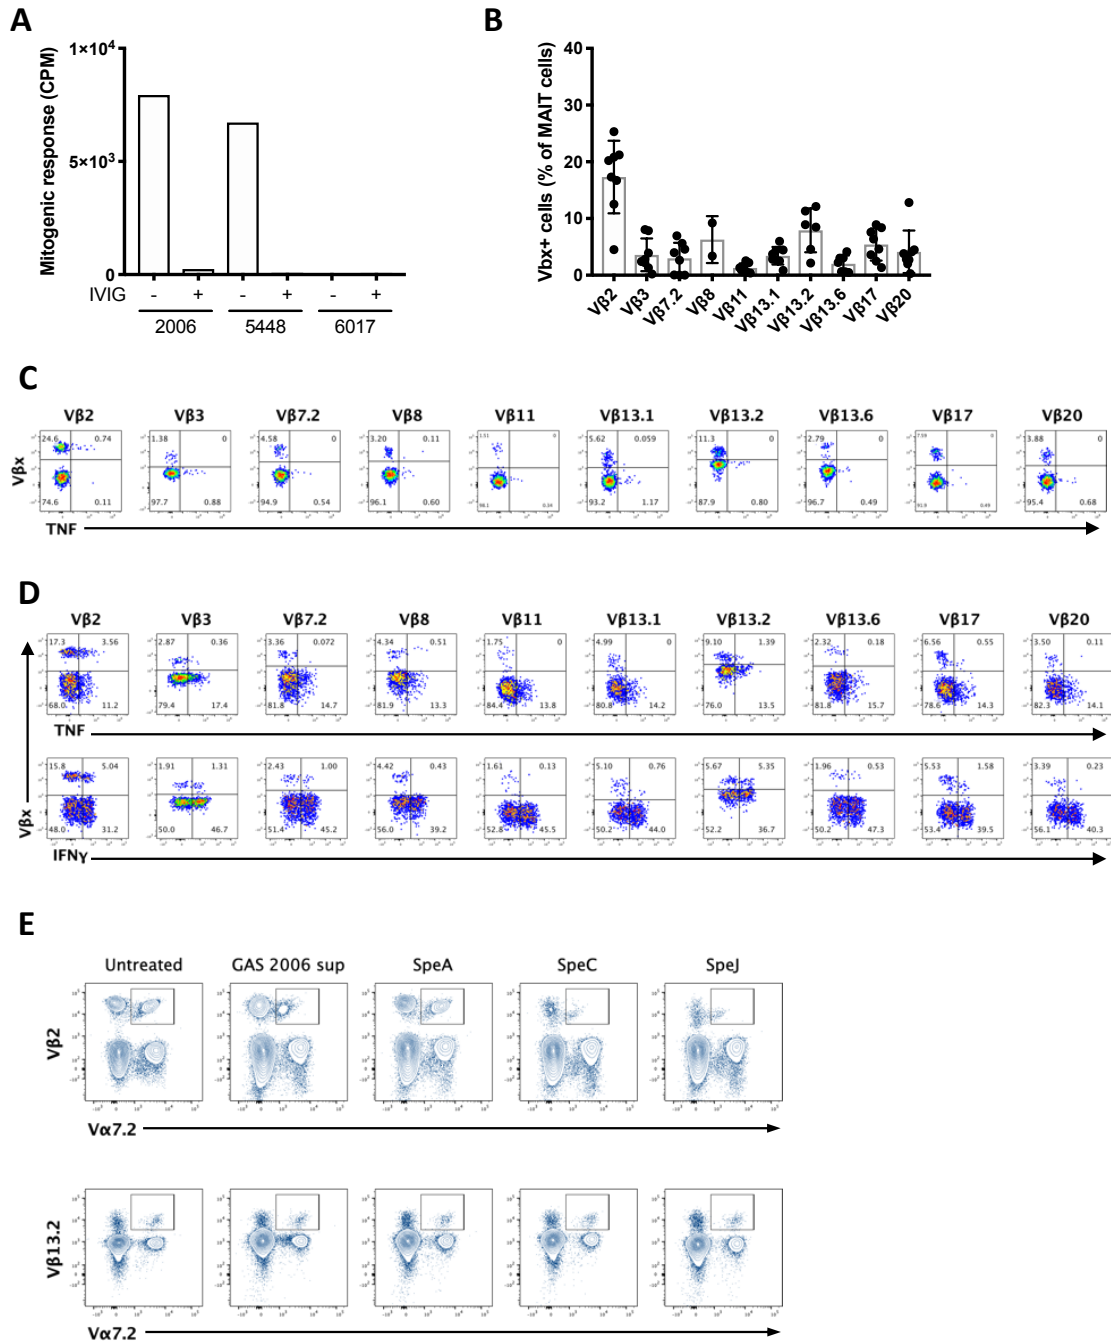 A
B
Mitogenic response (CPM)
1×10⁴
5×10³
0
IVIG - + - + - +
2006 5448 6017
Vbx+ cells (% of MAIT cells)
40
30
20
10
0
Vβ2 Vβ3 Vβ7.2 Vβ8 Vβ11 Vβ13.1 Vβ13.2 Vβ13.6 Vβ17 Vβ20
C
Vβ2 Vβ3 Vβ7.2 Vβ8 Vβ11 Vβ13.1 Vβ13.2 Vβ13.6 Vβ17 Vβ20
24.6 0.74 1.38 0 4.58 0 3.20 0.11 1.51 0 5.62 0.059 11.3 0 2.79 0 7.59 0 3.88 0
Vβx
74.6 0.11 97.7 0.88 94.9 0.54 96.1 0.60 98.1 0.34 93.2 1.17 87.9 0.80 96.7 0.49 91.9 0.49 95.4 0.68
TNF
D
Vβ2 Vβ3 Vβ7.2 Vβ8 Vβ11 Vβ13.1 Vβ13.2 Vβ13.6 Vβ17 Vβ20
17.3 3.56 2.87 0.36 3.36 0.072 4.34 0.51 1.75 0 4.99 0 9.10 1.39 2.32 0.18 6.56 0.55 3.50 0.11
68.0 11.2 79.4 17.4 81.8 14.7 81.9 13.3 84.4 13.8 80.8 14.2 76.0 13.5 81.8 15.7 78.6 14.3 82.3 14.1
TNF
15.8 5.04 1.91 1.31 2.43 1.00 4.42 0.43 1.61 0.13 5.10 0.76 5.67 5.35 1.96 0.53 5.53 1.58 3.39 0.23
Vβx
48.0 31.2 50.0 46.7 51.4 45.2 56.0 39.2 52.8 45.5 50.2 44.0 52.2 36.7 50.2 47.3 53.4 39.5 56.1 40.3
IFNγ
E
Untreated GAS 2006 sup SpeA SpeC SpeJ
Vβ2
Vα7.2
Vβ13.2
Vα7.2